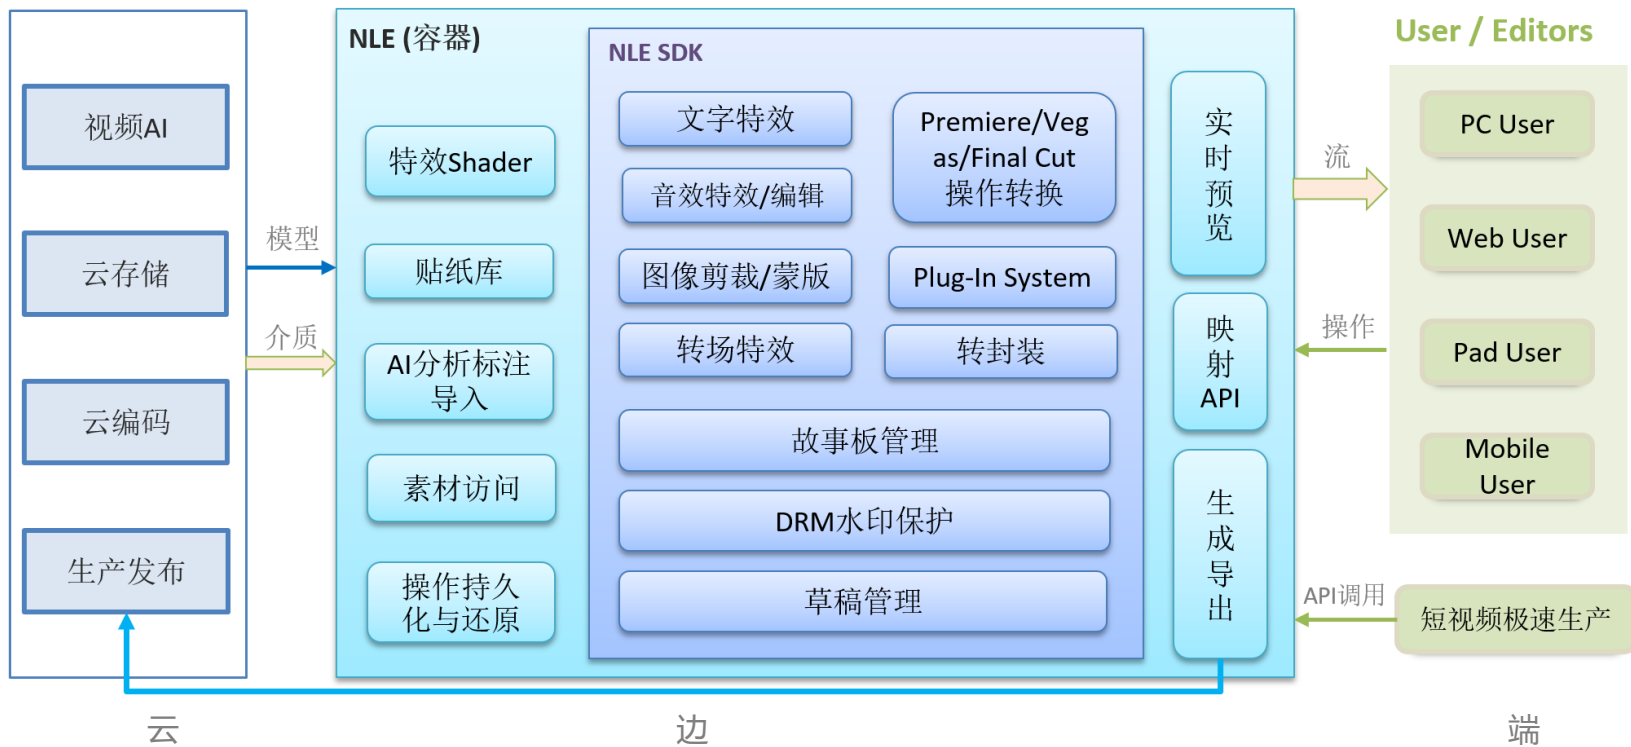 视频AI
云存储
云编码
生产发布
模型
介质
NLE (容器)
特效Shader
贴纸库
AI分析标注
导入
素材访问
操作持久
化与还原
NLE SDK
文字特效
音效特效/编辑
图像剪裁/蒙版
转场特效
Premiere/Veg
as/Final Cut
操作转换
Plug-In System
转封装
故事板管理
DRM水印保护
草稿管理
实
时
预
览
映
射
API
生
成
导
出
流
操作
API调用
User / Editors
PC User
Web User
Pad User
Mobile
User
短视频极速生产
云
边
端